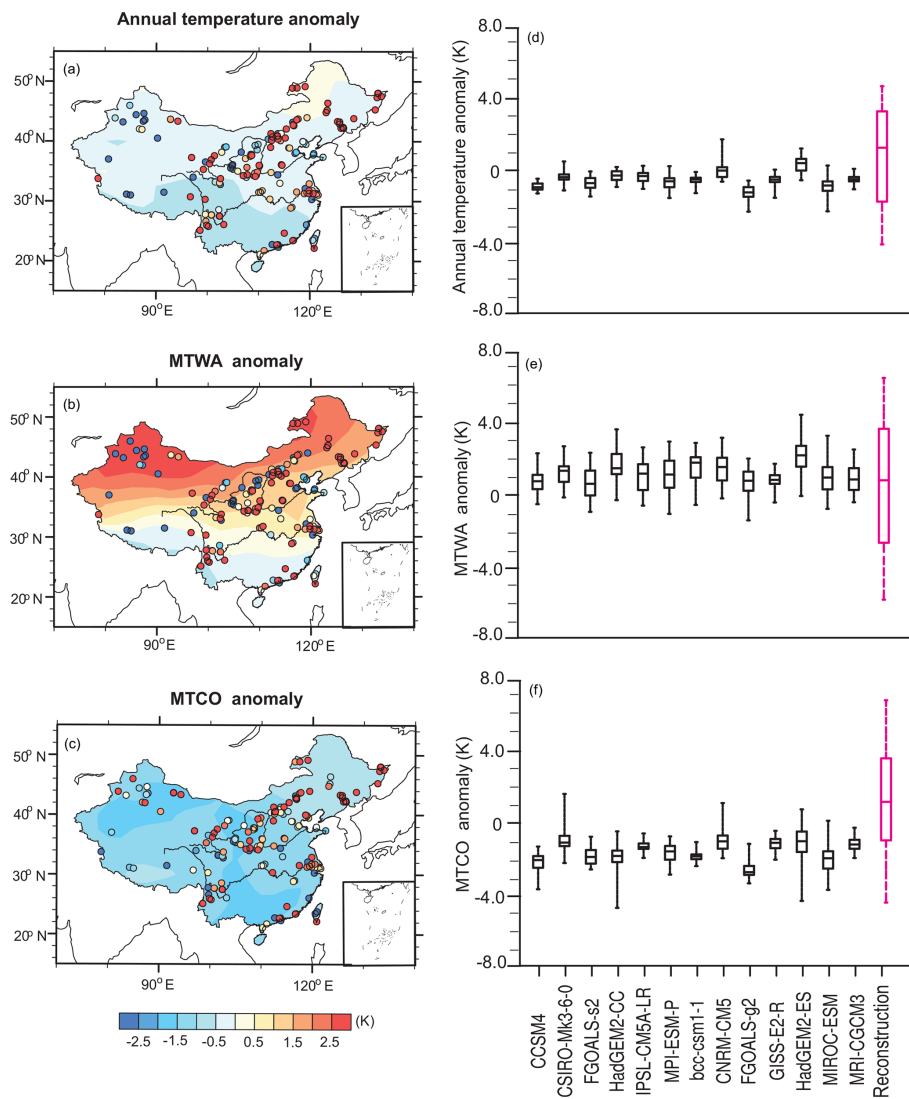 Annual temperature anomaly
(a)
50° N
40° N
30° N
20° N
90° E
120° E
MTWA anomaly
(b)
50° N
40° N
30° N
20° N
90° E
120° E
MTCO anomaly
(c)
50° N
40° N
30° N
20° N
90° E
120° E
-2.5 -1.5 -0.5 0.5 1.5 2.5 (K)
(d)
Annual temperature anomaly (K)
8.0
4.0
0
-4.0
-8.0
(e)
MTWA anomaly (K)
8.0
4.0
0
-4.0
-8.0
(f)
MTCO anomaly (K)
8.0
4.0
0
-4.0
-8.0
CCSM4
CSIRO-Mk3-6-0
FGOALS-s2
HadGEM2-CC
IPSL-CM5A-LR
MPI-ESM-P
bcc-csm1-1
CNRM-CM5
FGOALS-g2
GISS-E2-R
HadGEM2-ES
MIROC-ESM
MRI-CGCM3
Reconstruction